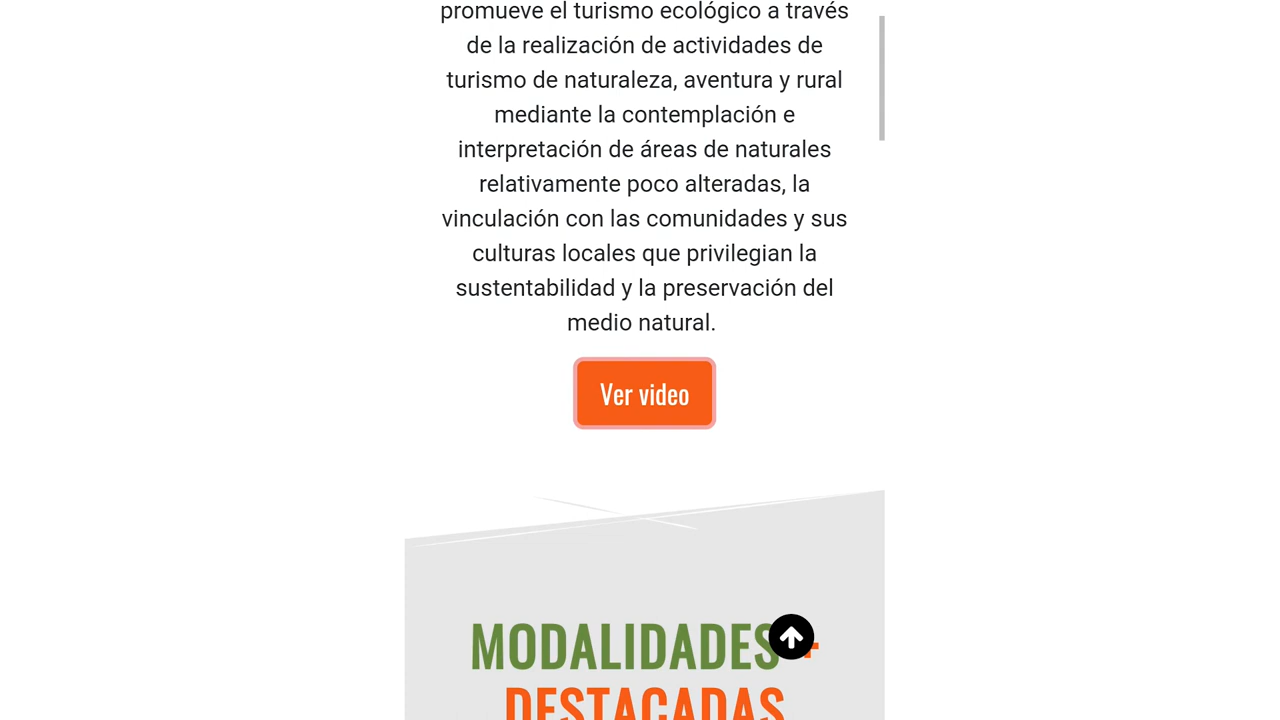 promueve el turismo ecológico a través
de la realización de actividades de
turismo de naturaleza, aventura y rural
mediante la contemplación e
interpretación de áreas de naturales
relativamente poco alteradas, la
vinculación con las comunidades y sus
culturas locales que privilegian la
sustentabilidad y la preservación del
medio natural.
Ver video
MODALIDADES +
DESTACADAS